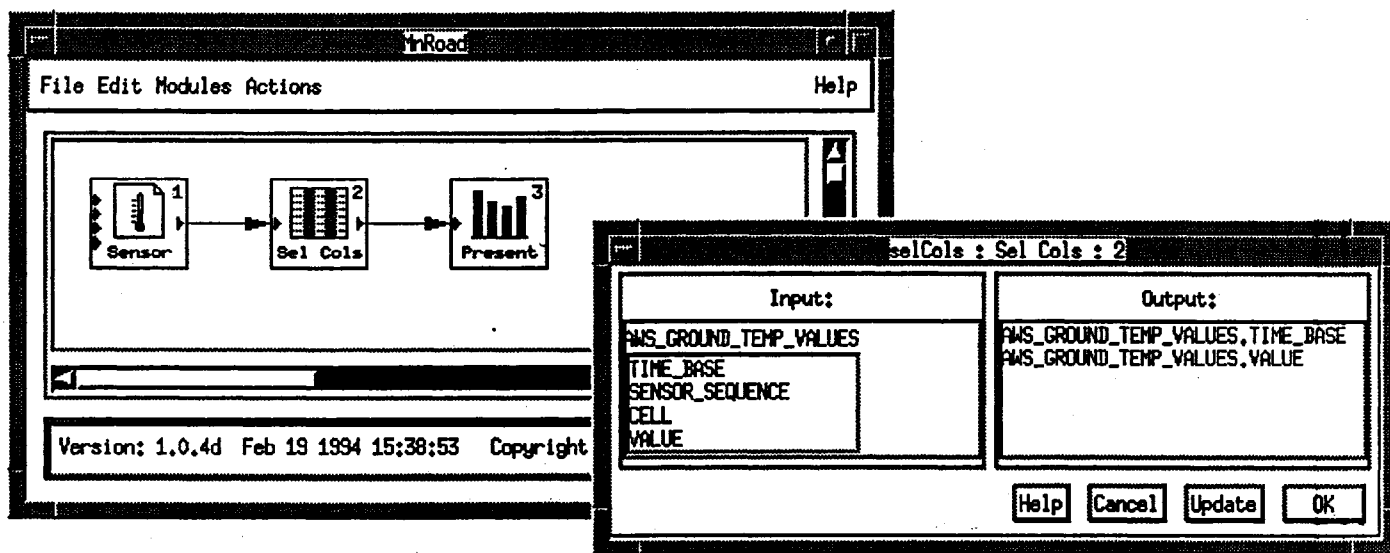 MnRoad
File Edit Modules Actions Help
1 2 3
Sensor Sel Cols Present
Version: 1.0.4d Feb 19 1994 15:38:53 Copyright
selCols : Sel Cols : 2
Input:
AWS_GROUND_TEMP_VALUES
TIME_BASE
SENSOR_SEQUENCE
CELL
VALUE
Output:
AWS_GROUND_TEMP_VALUES.TIME_BASE
AWS_GROUND_TEMP_VALUES.VALUE
Help Cancel Update OK